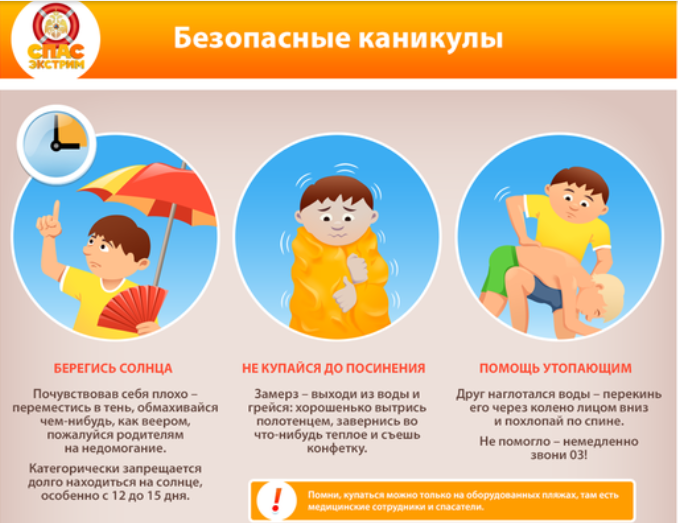 СПАС
ЭКСТРИМ
Безопасные каникулы
БЕРЕГИСЬ СОЛНЦА
Почувствовав себя плохо –
переместись в тень, обмахивайся
чем-нибудь, как веером,
пожалуйся родителям
на недомогание.
Категорически запрещается
долго находиться на солнце,
особенно с 12 до 15 дня.
НЕ КУПАЙСЯ ДО ПОСИНЕНИЯ
Замерз – выходи из воды и
грейся: хорошенько вытрись
полотенцем, завернись во
что-нибудь теплое и съешь
конфетку.
ПОМОЩЬ УТОПАЮЩИМ
Друг наглотался воды – перекинь
его через колено лицом вниз
и похлопай по спине.
Не помогло – немедленно
звони 03!
!
Помни, купаться можно только на оборудованных пляжах, там есть
медицинские сотрудники и спасатели.